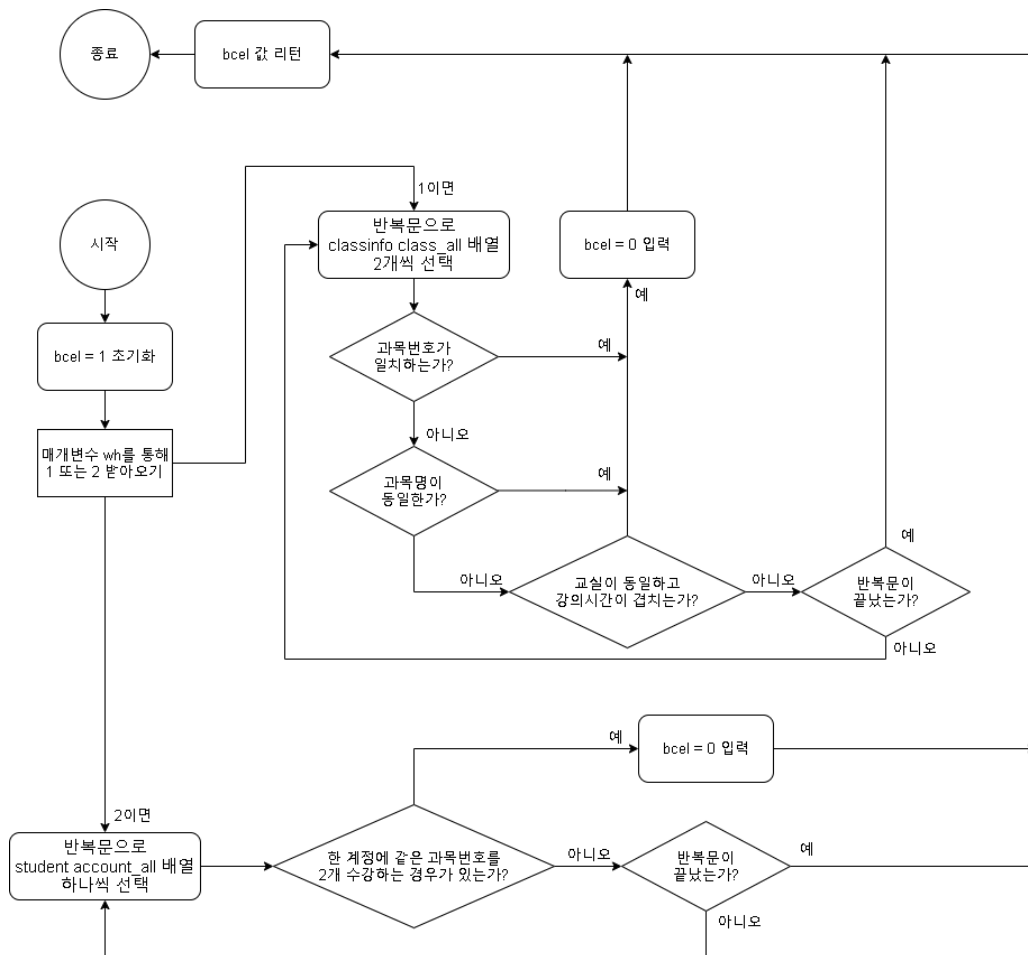 종료
bcel 값 리턴
시작
bcel = 1 초기화
매개변수 wh를 통해
1 또는 2 받아오기
1이면
반복문으로
classinfo class_all 배열
2개씩 선택
bcel = 0 입력
예
과목번호가
일치하는가?
예
아니오
과목명이
동일한가?
예
아니오
교실이 동일하고
강의시간이 겹치는가?
아니오
반복문이
끝났는가?
예
아니오
2이면
반복문으로
student account_all 배열
하나씩 선택
한 계정에 같은 과목번호를
2개 수강하는 경우가 있는가?
예
bcel = 0 입력
아니오
반복문이
끝났는가?
예
아니오